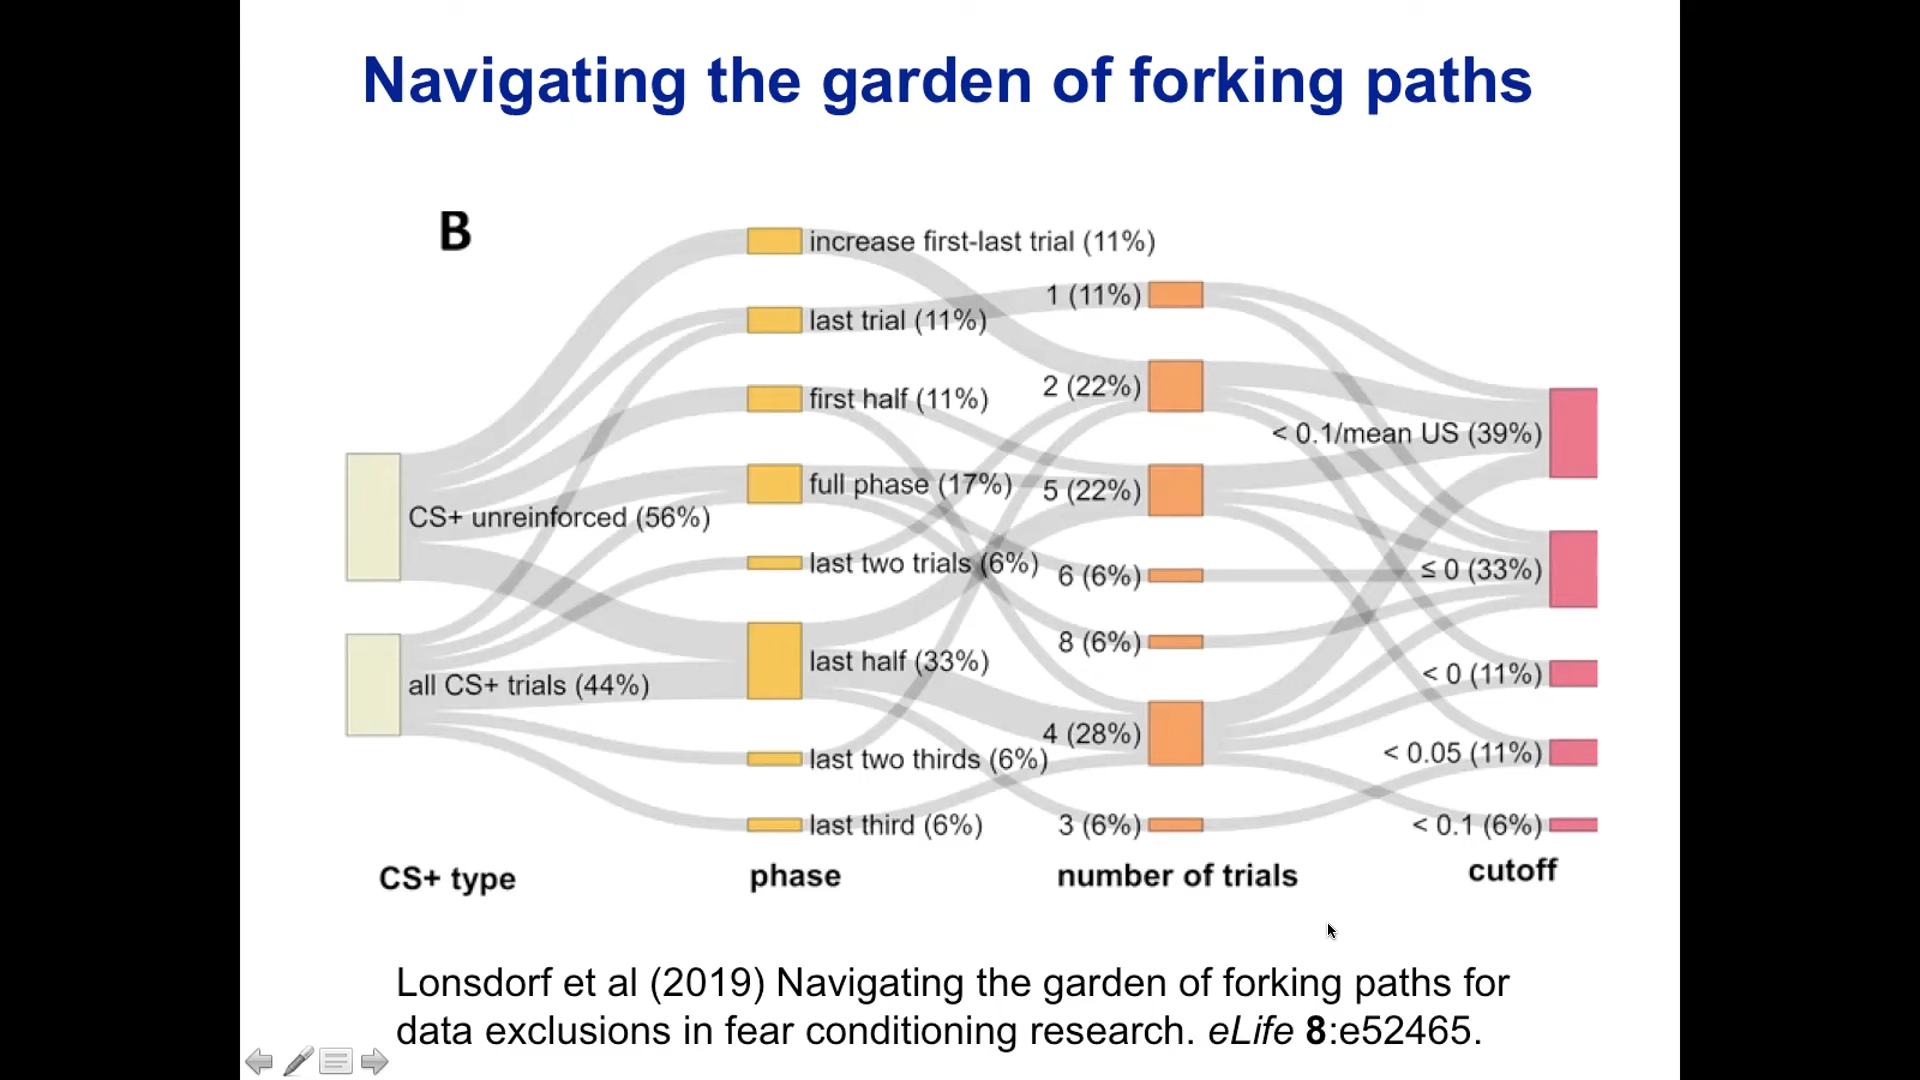 Navigating the garden of forking paths
B
increase first-last trial (11%)
last trial (11%)
first half (11%)
full phase (17%)
CS+ unreinforced (56%)
last two trials (6%)
last half (33%)
all CS+ trials (44%)
last two thirds (6%)
last third (6%)
1 (11%)
2 (22%)
5 (22%)
6 (6%)
8 (6%)
4 (28%)
3 (6%)
< 0.1/mean US (39%)
≤ 0 (33%)
< 0 (11%)
< 0.05 (11%)
< 0.1 (6%)
CS+ type
phase
number of trials
cutoff
Lonsdorf et al (2019) Navigating the garden of forking paths for
data exclusions in fear conditioning research. eLife 8:e52465.